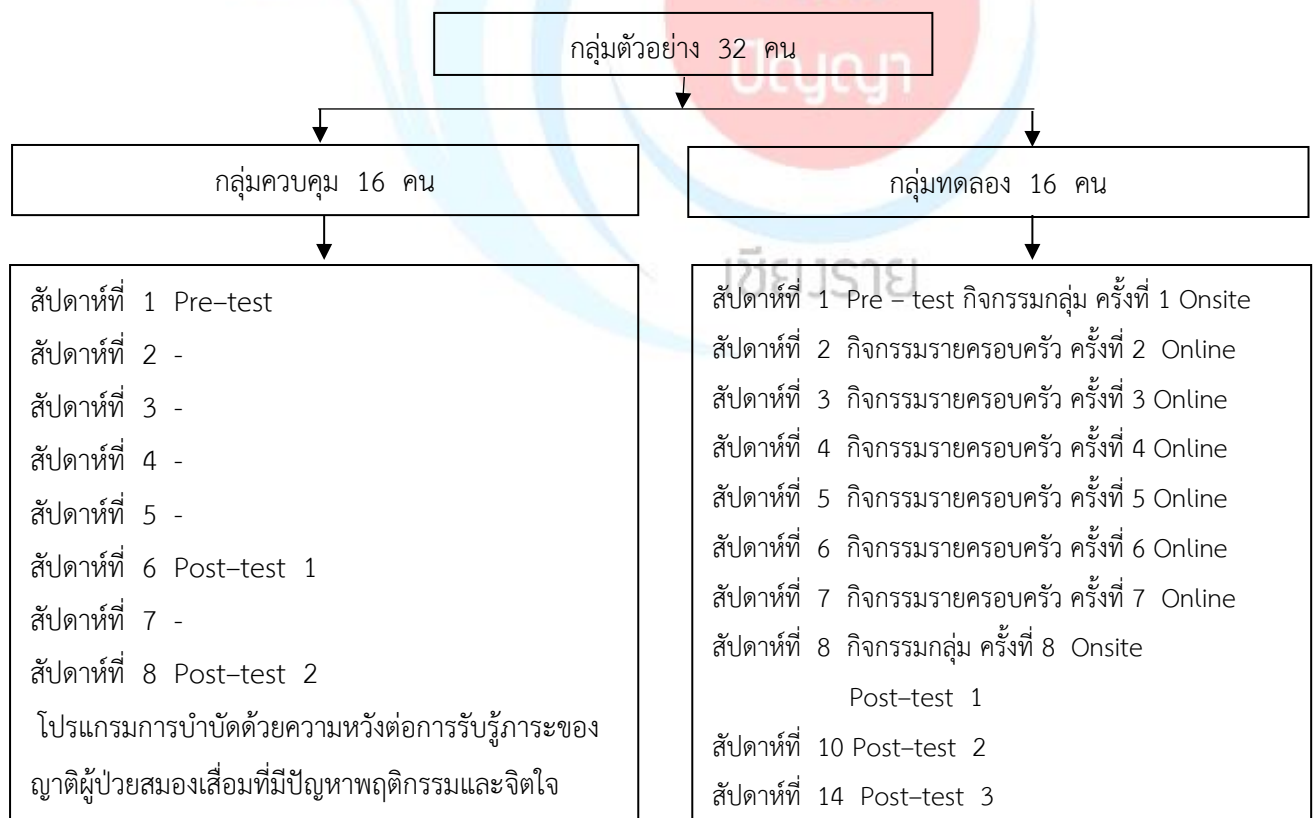 กลุ่มตัวอย่าง 32 คน
ปัญญา
กลุ่มควบคุม 16 คน
กลุ่มทดลอง 16 คน
เชียงราย
สัปดาห์ที่ 1 Pre–test
สัปดาห์ที่ 2 -
สัปดาห์ที่ 3 -
สัปดาห์ที่ 4 -
สัปดาห์ที่ 5 -
สัปดาห์ที่ 6 Post–test 1
สัปดาห์ที่ 7 -
สัปดาห์ที่ 8 Post–test 2
โปรแกรมการบำบัดด้วยความหวังต่อการรับรู้ภาระของ
ญาติผู้ป่วยสมองเสื่อมที่มีปัญหาพฤติกรรมและจิตใจ
สัปดาห์ที่ 1 Pre – test กิจกรรมกลุ่ม ครั้งที่ 1 Onsite
สัปดาห์ที่ 2 กิจกรรมรายครอบครัว ครั้งที่ 2 Online
สัปดาห์ที่ 3 กิจกรรมรายครอบครัว ครั้งที่ 3 Online
สัปดาห์ที่ 4 กิจกรรมรายครอบครัว ครั้งที่ 4 Online
สัปดาห์ที่ 5 กิจกรรมรายครอบครัว ครั้งที่ 5 Online
สัปดาห์ที่ 6 กิจกรรมรายครอบครัว ครั้งที่ 6 Online
สัปดาห์ที่ 7 กิจกรรมรายครอบครัว ครั้งที่ 7 Online
สัปดาห์ที่ 8 กิจกรรมกลุ่ม ครั้งที่ 8 Onsite
Post–test 1
สัปดาห์ที่ 10 Post–test 2
สัปดาห์ที่ 14 Post–test 3